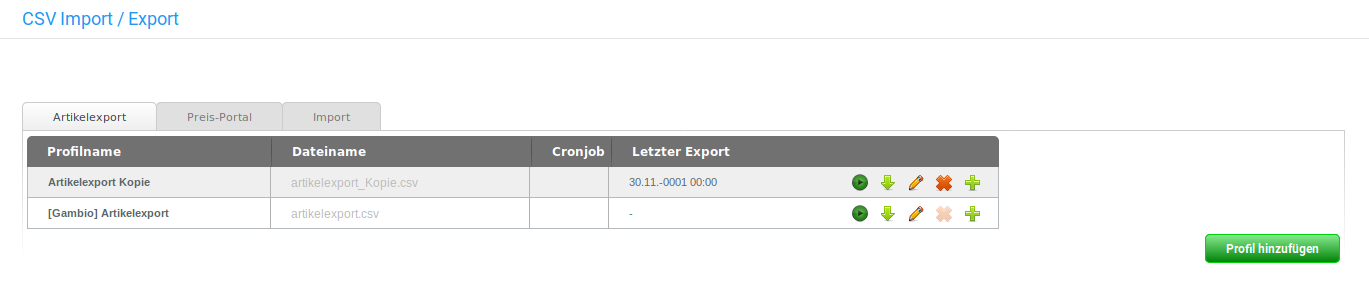 CSV Import / Export
Artikelexport Preis-Portal Import
Profilname Dateiname Cronjob Letzter Export
Artikelexport Kopie artikelexport_Kopie.csv 30.11.-0001 00:00
[Gambio] Artikelexport artikelexport.csv -
Profil hinzufügen